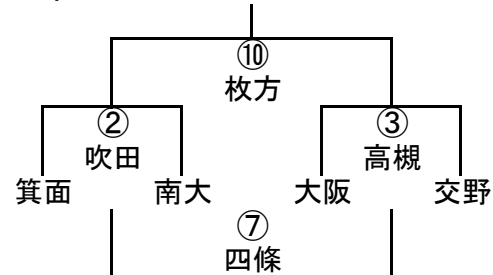 ⑩
枚方
② ③
吹田 高槻
箕面 南大 大阪 交野
⑦
四條